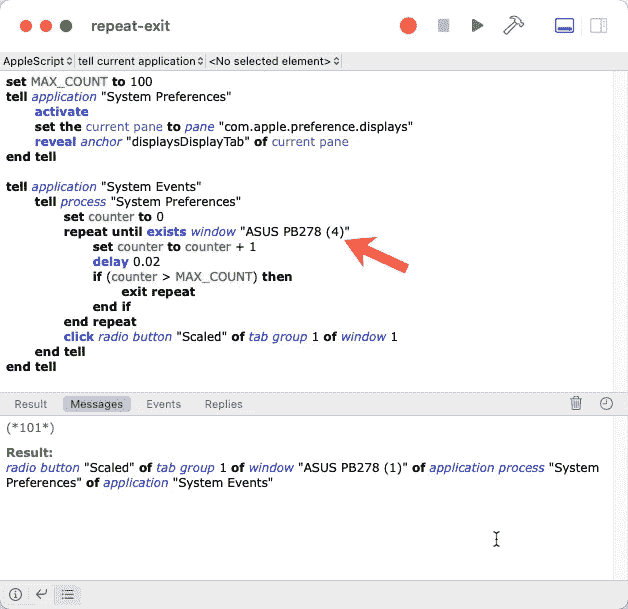 repeat-exit
AppleScript tell current application <No selected element>
set MAX_COUNT to 100
tell application "System Preferences"
activate
set the current pane to pane "com.apple.preference.displays"
reveal anchor "displaysDisplayTab" of current pane
end tell
tell application "System Events"
tell process "System Preferences"
set counter to 0
repeat until exists window "ASUS PB278 (4)"
set counter to counter + 1
delay 0.02
if (counter > MAX_COUNT) then
exit repeat
end if
end repeat
click radio button "Scaled" of tab group 1 of window 1
end tell
end tell
Result Messages Events Replies
(*101*)
Result:
radio button "Scaled" of tab group 1 of window "ASUS PB278 (1)" of application process "System
Preferences" of application "System Events"